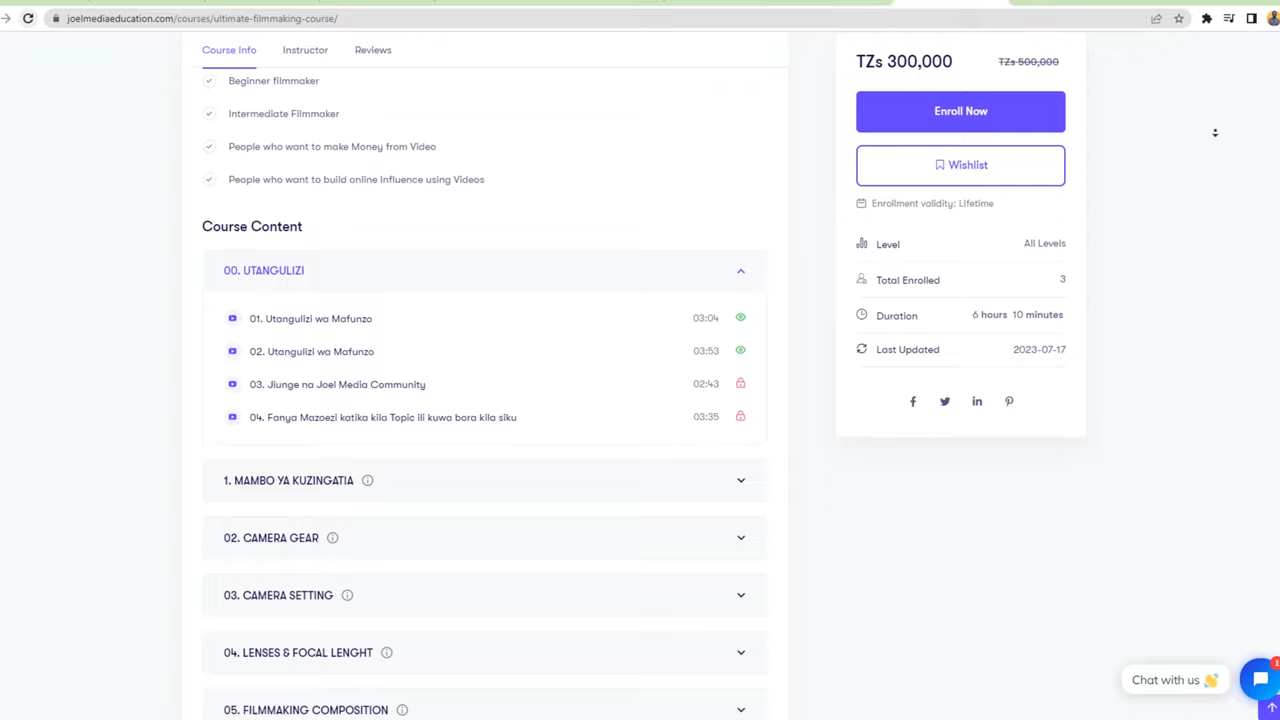 joelmediaeducation.com/courses/ultimate-filmmaking-course/
Course Info
Instructor
Reviews
Beginner filmmaker
Intermediate Filmmaker
People who want to make Money from Video
People who want to build online Influence using Videos
Course Content
00. UTANGULIZI
01. Utangulizi wa Mafunzo 03:04
02. Utangulizi wa Mafunzo 03:53
03. Jiunge na Joel Media Community 02:43
04. Fanya Mazoezi katika kila Topic ili kuwa bora kila siku 03:35
1. MAMBO YA KUZINGATIA
02. CAMERA GEAR
03. CAMERA SETTING
04. LENSES & FOCAL LENGHT
05. FILMMAKING COMPOSITION
TZs 300,000 TZs 500,000
Enroll Now
Wishlist
Enrollment validity: Lifetime
Level All Levels
Total Enrolled 3
Duration 6 hours 10 minutes
Last Updated 2023-07-17
Chat with us 👋
1